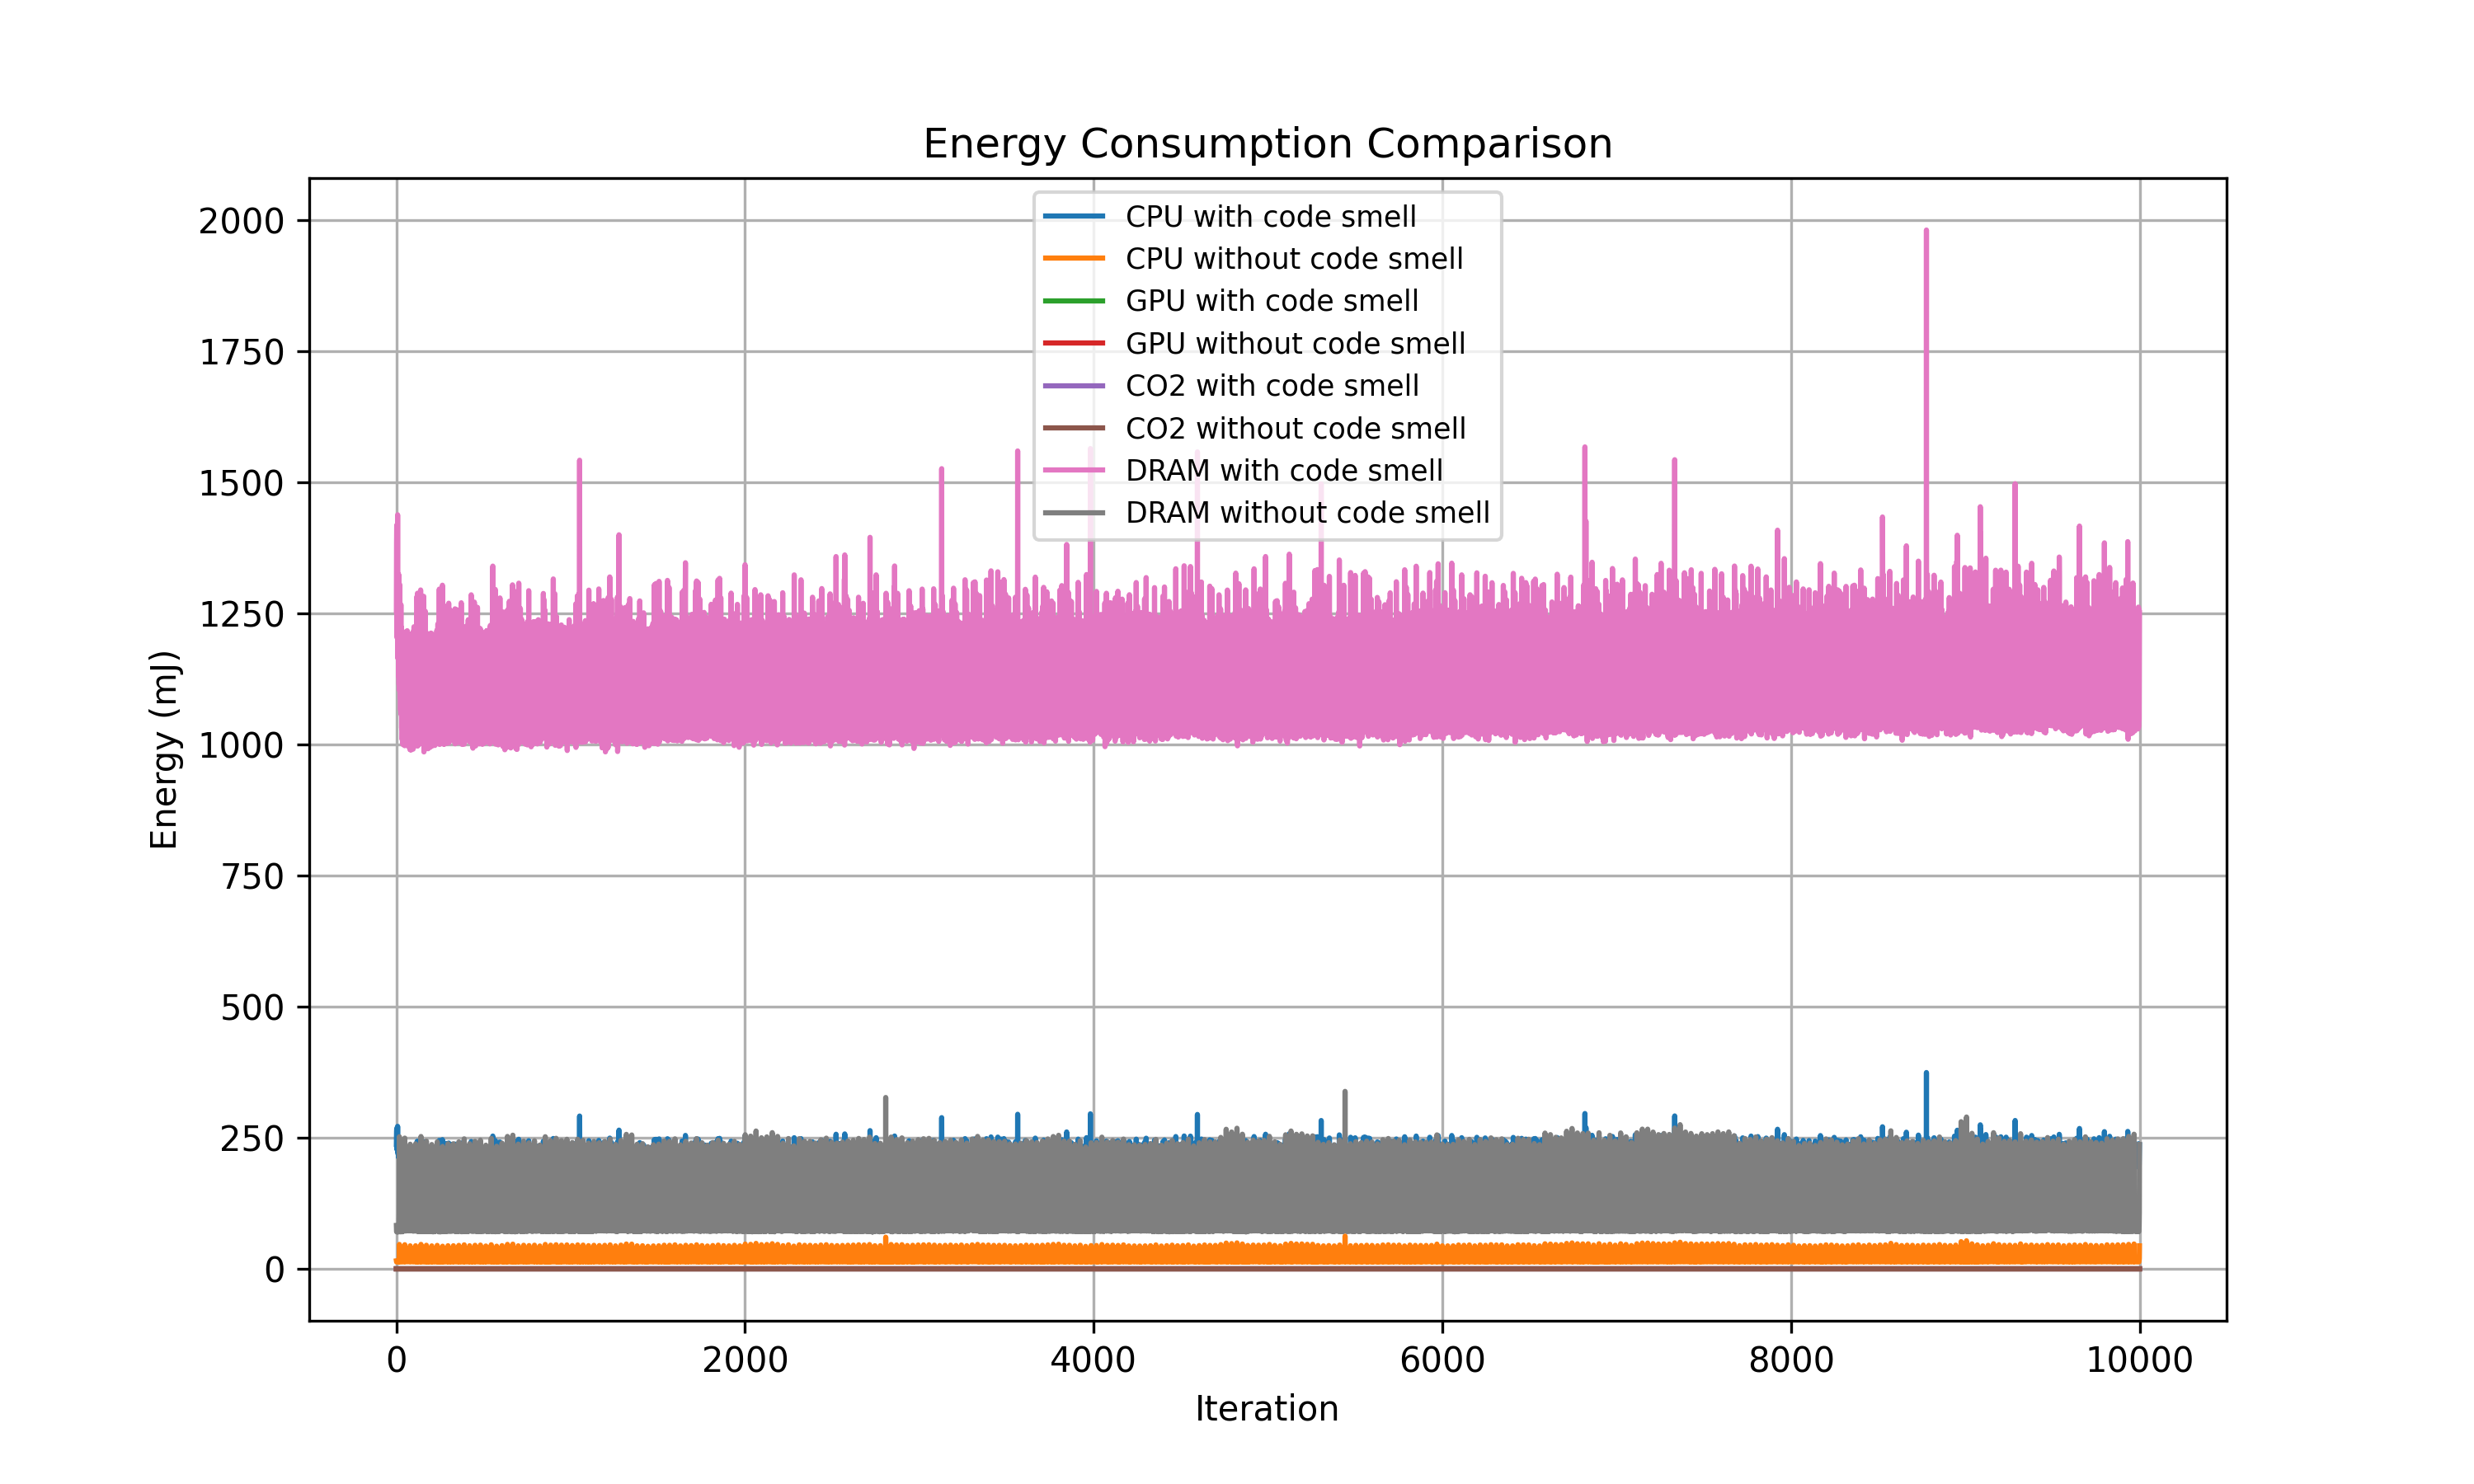 Energy Consumption Comparison
CPU with code smell
CPU without code smell
GPU with code smell
GPU without code smell
CO2 with code smell
CO2 without code smell
DRAM with code smell
DRAM without code smell
Energy (mJ)
2000
1750
1500
1250
1000
750
500
250
0
0 2000 4000 6000 8000 10000
Iteration